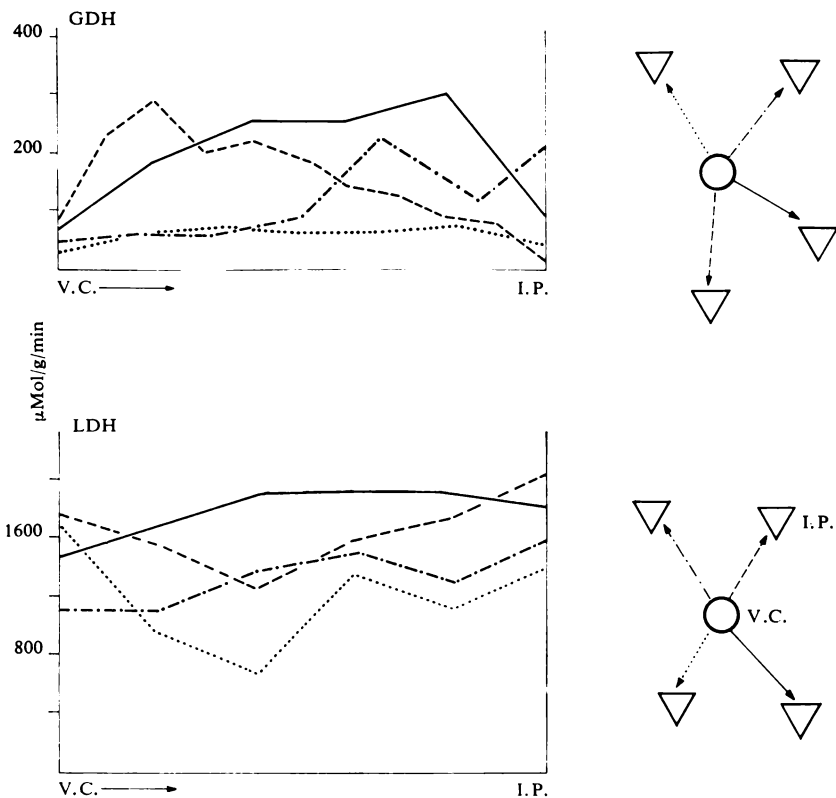 GDH
400
200
V.C.
I.P.
µMol/g/min
LDH
1600
800
V.C.
I.P.
I.P.
V.C.